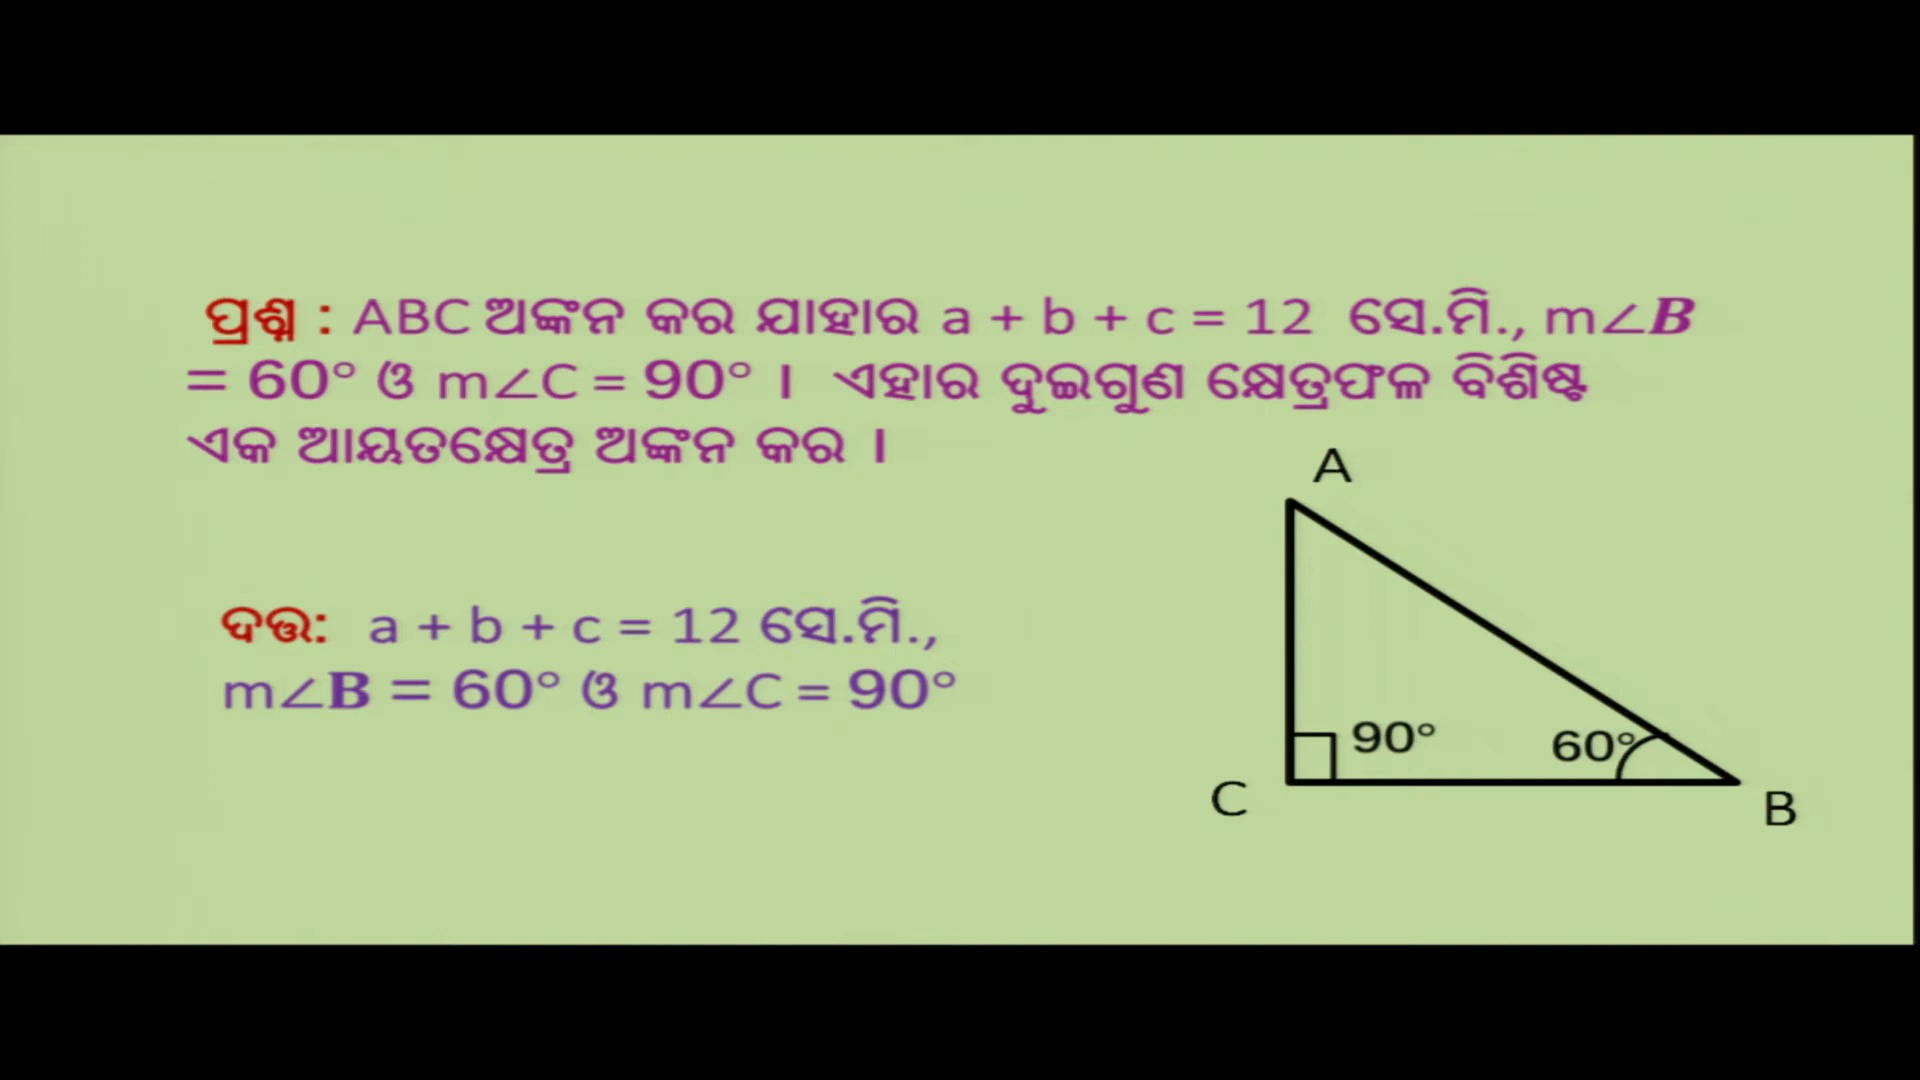 ପ୍ରଶ୍ନ : ABC ଅଙ୍କନ କର ଯାହାର a + b + c = 12 ସେ.ମି., m∠B
= 60° ଓ m∠C = 90° । ଏହାର ଦୁଇଗୁଣ କ୍ଷେତ୍ରଫଳ ବିଶିଷ୍ଟ
ଏକ ଆୟତକ୍ଷେତ୍ର ଅଙ୍କନ କର ।
A
ଦତ୍ତ: a + b + c = 12 ସେ.ମି.,
m∠B = 60° ଓ m∠C = 90°
90°
60°
C
B